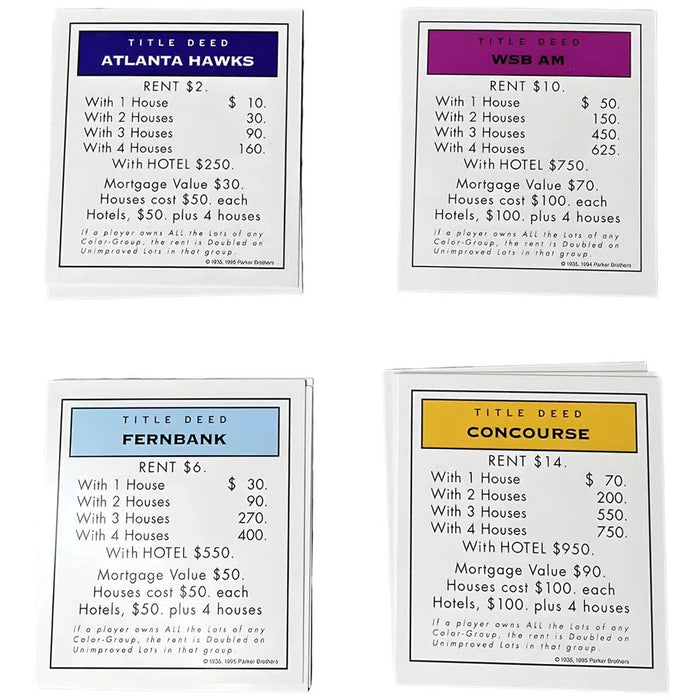 TITLE DEED
ATLANTA HAWKS
RENT $2.
With 1 House $ 10.
With 2 Houses 30.
With 3 Houses 90.
With 4 Houses 160.
With HOTEL $250.
Mortgage Value $30.
Houses cost $50. each
Hotels, $50. plus 4 houses
If a player owns ALL the Lots of any
Color-Group, the rent is Doubled on
Unimproved Lots in that group.
© 1935, 1995 Parker Brothers
TITLE DEED
WSB AM
RENT $10.
With 1 House $ 50.
With 2 Houses 150.
With 3 Houses 450.
With 4 Houses 625.
With HOTEL $750.
Mortgage Value $70.
Houses cost $100. each
Hotels, $100. plus 4 houses
If a player owns ALL the Lots of any
Color-Group, the rent is Doubled on
Unimproved Lots in that group.
© 1935, 1994 Parker Brothers
TITLE DEED
FERNBANK
RENT $6.
With 1 House $ 30.
With 2 Houses 90.
With 3 Houses 270.
With 4 Houses 400.
With HOTEL $550.
Mortgage Value $50.
Houses cost $50. each
Hotels, $50. plus 4 houses
If a player owns ALL the Lots of any
Color-Group, the rent is Doubled on
Unimproved Lots in that group.
© 1935, 1995 Parker Brothers
TITLE DEED
CONCOURSE
RENT $14.
With 1 House $ 70.
With 2 Houses 200.
With 3 Houses 550.
With 4 Houses 750.
With HOTEL $950.
Mortgage Value $90.
Houses cost $100. each
Hotels, $100. plus 4 houses
If a player owns ALL the Lots of any
Color-Group, the rent is Doubled on
Unimproved Lots in that group.
© 1935, 1995 Parker Brothers